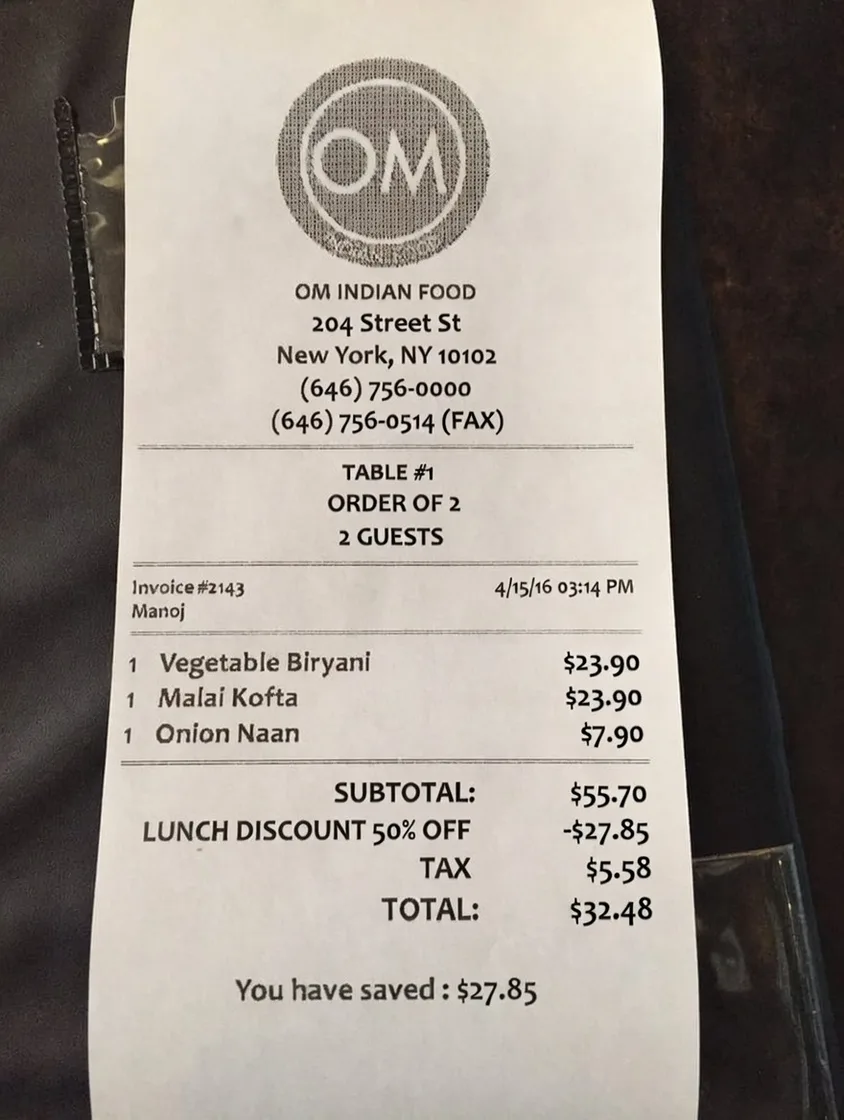 OM
OM INDIAN FOOD
204 Street St
New York, NY 10102
(646) 756-0000
(646) 756-0514 (FAX)
TABLE #1
ORDER OF 2
2 GUESTS
Invoice #2143 4/15/16 03:14 PM
Manoj
1 Vegetable Biryani $23.90
1 Malai Kofta $23.90
1 Onion Naan $7.90
SUBTOTAL: $55.70
LUNCH DISCOUNT 50% OFF -$27.85
TAX $5.58
TOTAL: $32.48
You have saved : $27.85